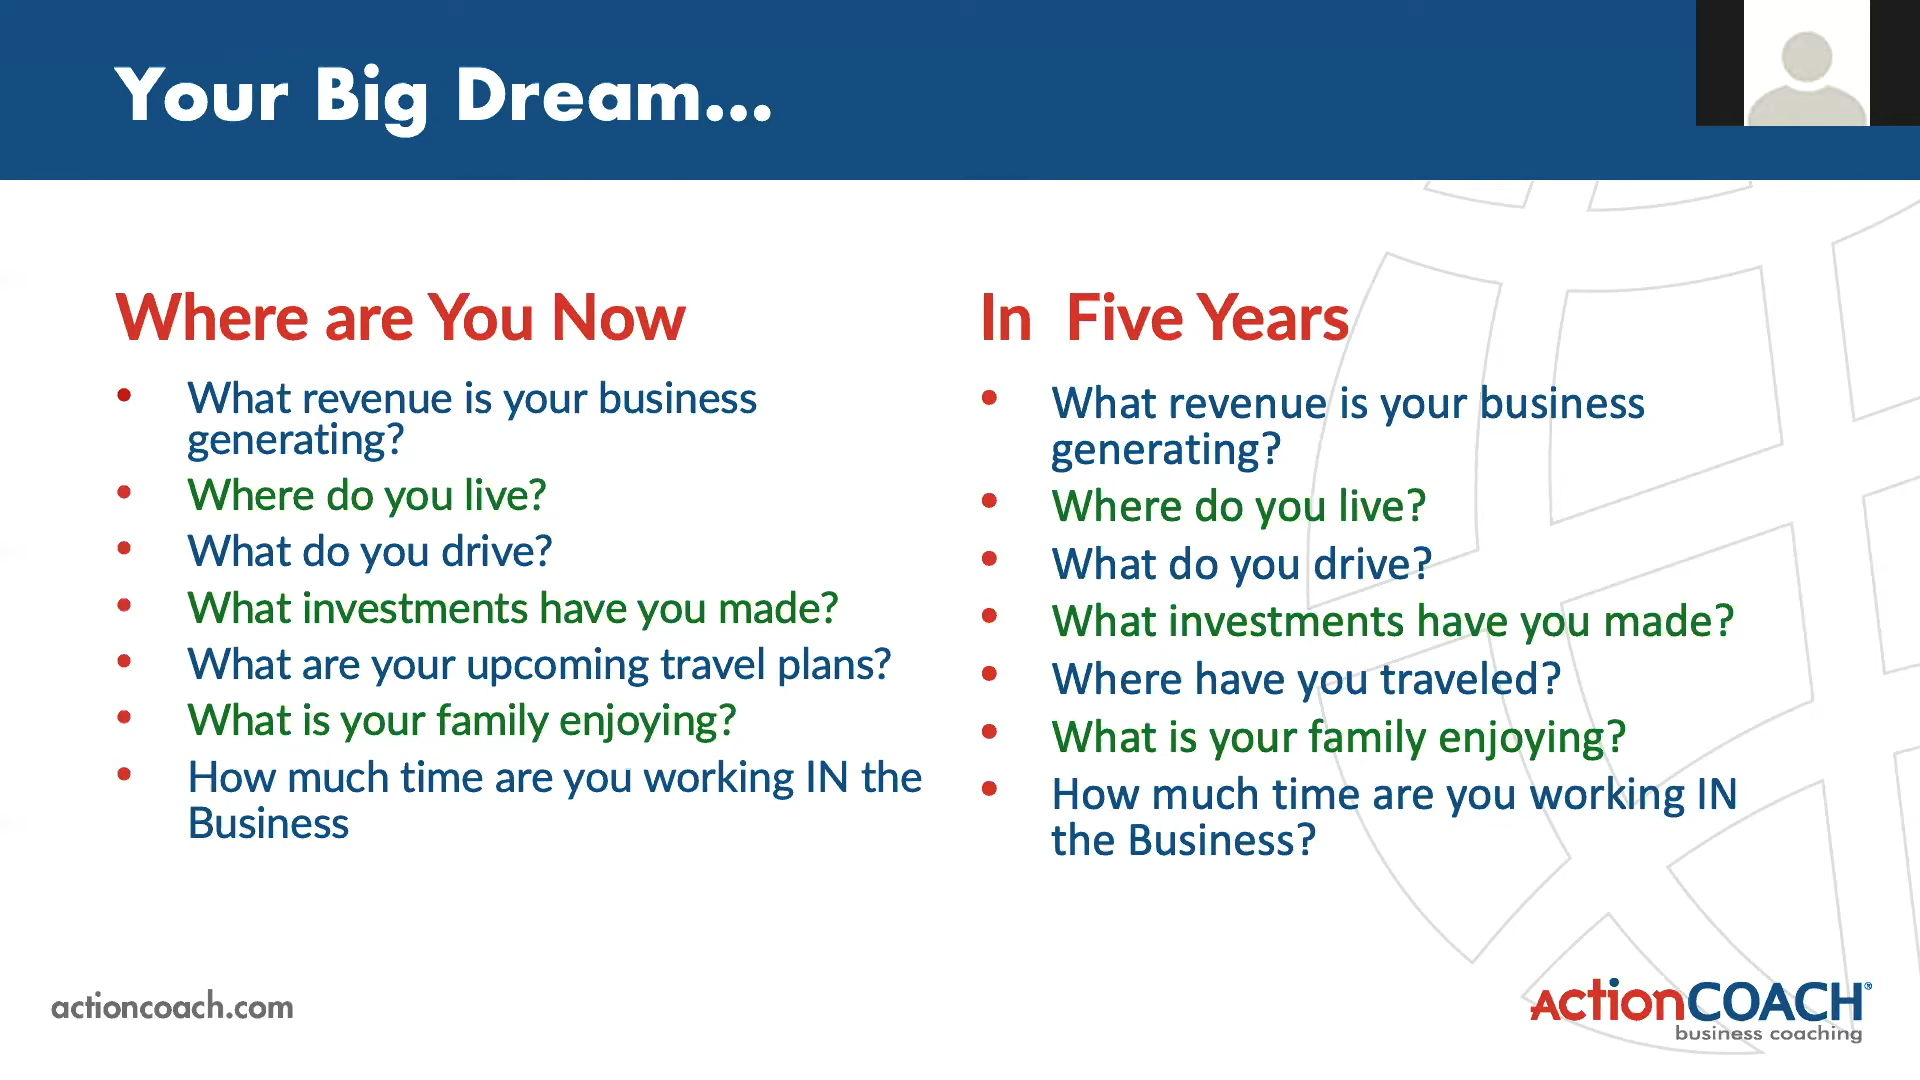 Your Big Dream...
Where are You Now
• What revenue is your business
generating?
• Where do you live?
• What do you drive?
• What investments have you made?
• What are your upcoming travel plans?
• What is your family enjoying?
• How much time are you working IN the
Business
In Five Years
• What revenue is your business
generating?
• Where do you live?
• What do you drive?
• What investments have you made?
• Where have you traveled?
• What is your family enjoying?
• How much time are you working IN
the Business?
actioncoach.com
ActionCOACH®
business coaching